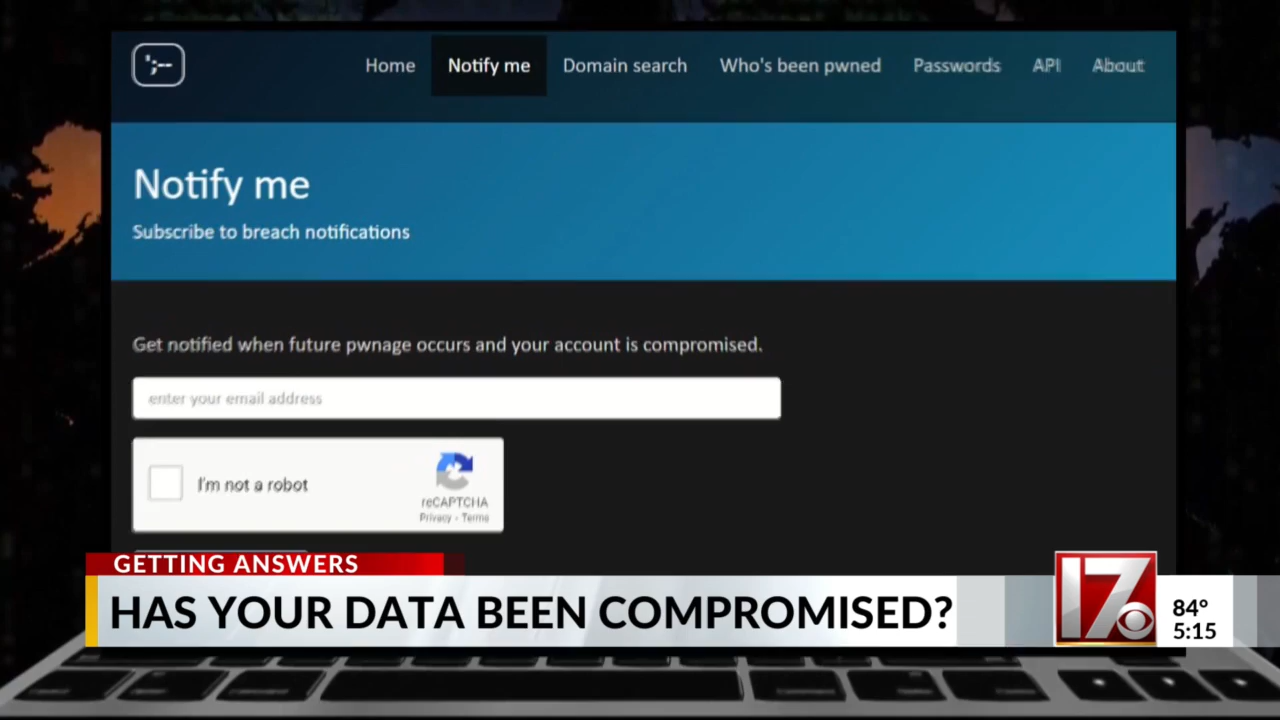 ';--
Home Notify me Domain search Who's been pwned Passwords API About
Notify me
Subscribe to breach notifications
Get notified when future pwnage occurs and your account is compromised.
enter your email address
I'm not a robot
reCAPTCHA
Privacy - Terms
GETTING ANSWERS
HAS YOUR DATA BEEN COMPROMISED?
17
84°
5:15